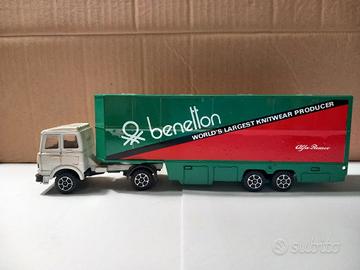 benetton
WORLD'S LARGEST KNITWEAR PRODUCER
Alfa Romeo
subito